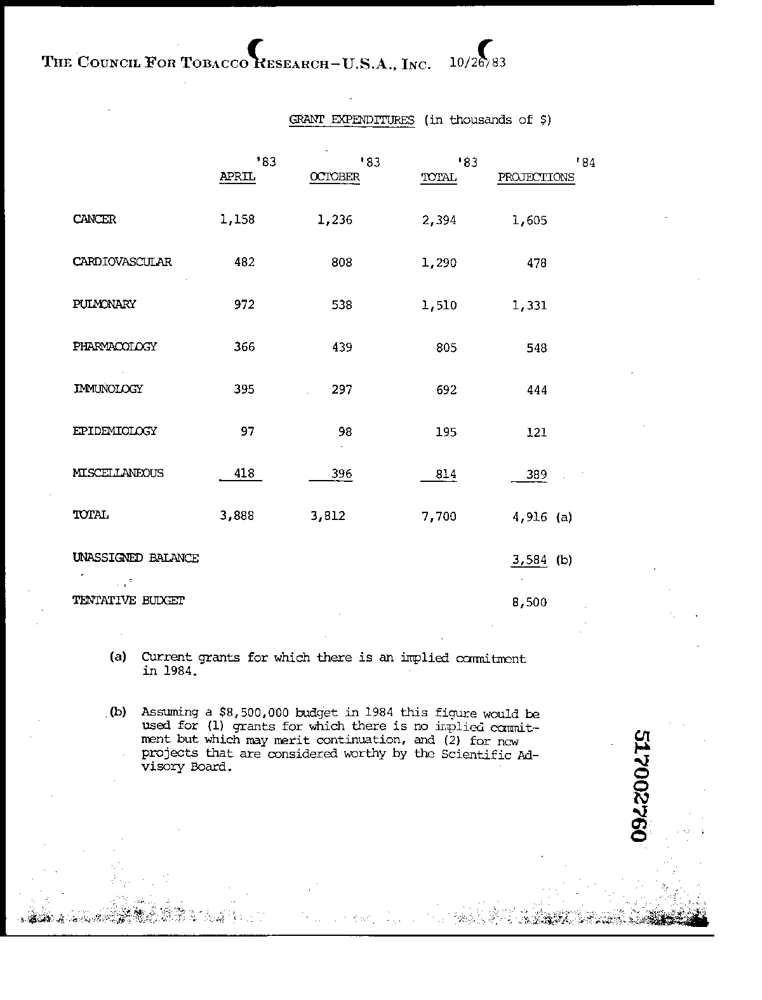 THE COUNCIL FOR TOBACCO RESEARCH-U.S.A., INC. 10/26/83
GRANT EXPENDITURES (in thousands of $)
'83 '83 '83 '84
APRIL OCTOBER TOTAL PROJECTIONS
CANCER 1,158 1,236 2,394 1,605
CARDIOVASCULAR 482 808 1,290 478
PULMONARY 972 538 1,510 1,331
PHARMACOLOGY 366 439 805 548
IMMUNOLOGY 395 297 692 444
EPIDEMIOLOGY 97 98 195 121
MISCELLANEOUS 418 396 814 389
TOTAL 3,888 3,812 7,700 4,916 (a)
UNASSIGNED BALANCE 3,584 (b)
TENTATIVE BUDGET 8,500
(a) Current grants for which there is an implied commitment
in 1984.
(b) Assuming a $8,500,000 budget in 1984 this figure would be
used for (1) grants for which there is no implied commit-
ment but which may merit continuation, and (2) for new
projects that are considered worthy by the Scientific Ad-
visory Board.
517002760